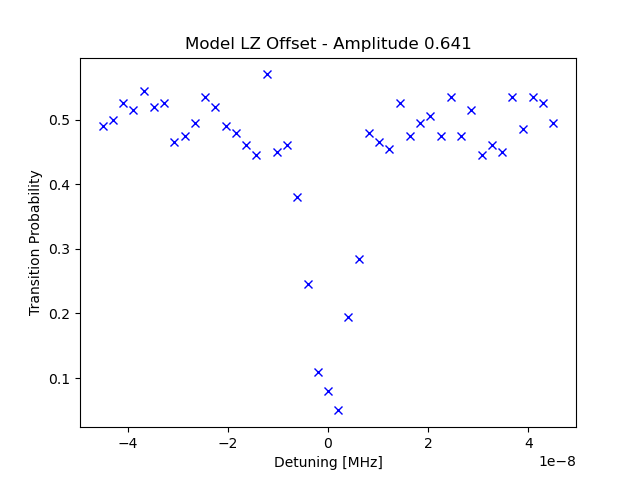 Model LZ Offset - Amplitude 0.641
Transition Probability
0.5
0.4
0.3
0.2
0.1
−4
−2
0
2
4
1e−8
Detuning [MHz]